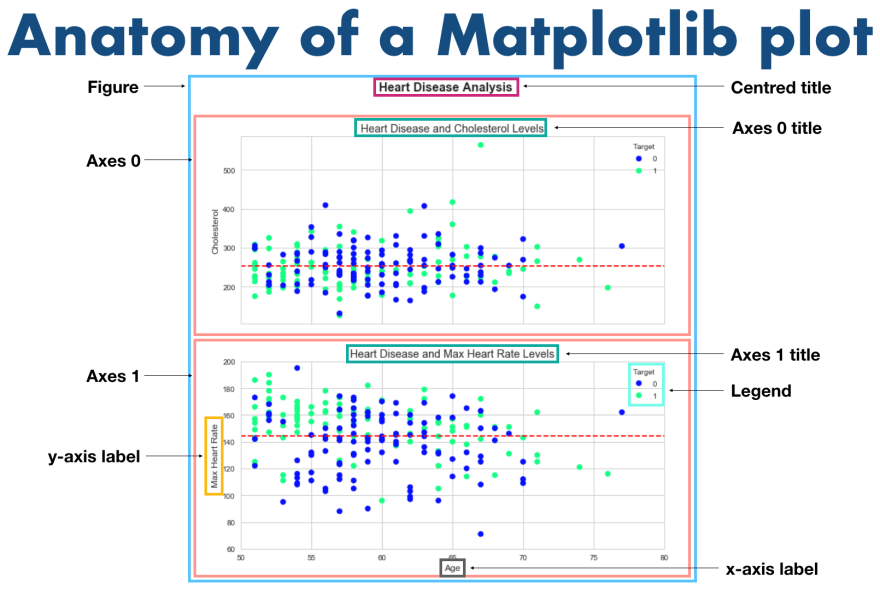 Anatomy of a Matplotlib plot
Figure
Heart Disease Analysis
Centred title
Heart Disease and Cholesterol Levels
Axes 0 title
Axes 0
Target
0
1
Cholesterol
500
400
300
200
Heart Disease and Max Heart Rate Levels
Axes 1 title
Axes 1
Target
0
1
Legend
y-axis label
Max Heart Rate
200
180
160
140
120
100
80
60
50
55
60
65
70
75
80
Age
x-axis label